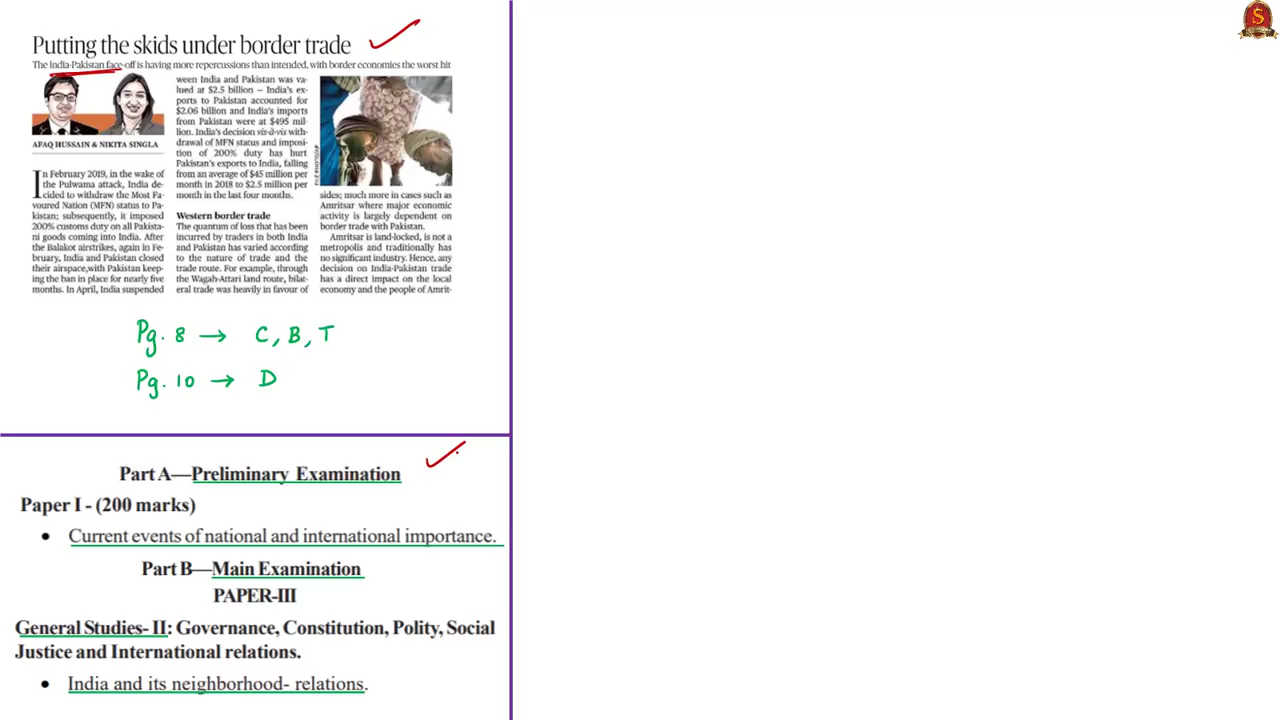 Putting the skids under border trade
The India-Pakistan face-off is having more repercussions than intended, with border economies the worst hit
AFAQ HUSSAIN & NIKITA SINGLA
In February 2019, in the wake of
the Pulwama attack, India de-
cided to withdraw the Most Fa-
voured Nation (MFN) status to Pa-
kistan; subsequently, it imposed
200% customs duty on all Pakista-
ni goods coming into India. After
the Balakot airstrikes, again in Fe-
bruary, India and Pakistan closed
their airspace,with Pakistan keep-
ing the ban in place for nearly five
months. In April, India suspended
ween India and Pakistan was va-
lued at $2.5 billion – India's ex-
ports to Pakistan accounted for
$2.06 billion and India's imports
from Pakistan were at $495 mil-
lion. India's decision vis-à-vis with-
drawal of MFN status and imposi-
tion of 200% duty has hurt
Pakistan's exports to India, falling
from an average of $45 million per
month in 2018 to $2.5 million per
month in the last four months.
Western border trade
The quantum of loss that has been
incurred by traders in both India
and Pakistan has varied according
to the nature of trade and the
trade route. For example, through
the Wagah-Attari land route, bilat-
eral trade was heavily in favour of
FILE PHOTO/AP
sides; much more in cases such as
Amritsar where major economic
activity is largely dependent on
border trade with Pakistan.
Amritsar is land-locked, is not a
metropolis and traditionally has
no significant industry. Hence, any
decision on India-Pakistan trade
has a direct impact on the local
economy and the people of Amrit-
Pg. 8 → C, B, T
Pg. 10 → D
Part A—Preliminary Examination
Paper I - (200 marks)
• Current events of national and international importance.
Part B—Main Examination
PAPER-III
General Studies- II: Governance, Constitution, Polity, Social
Justice and International relations.
• India and its neighborhood- relations.
S